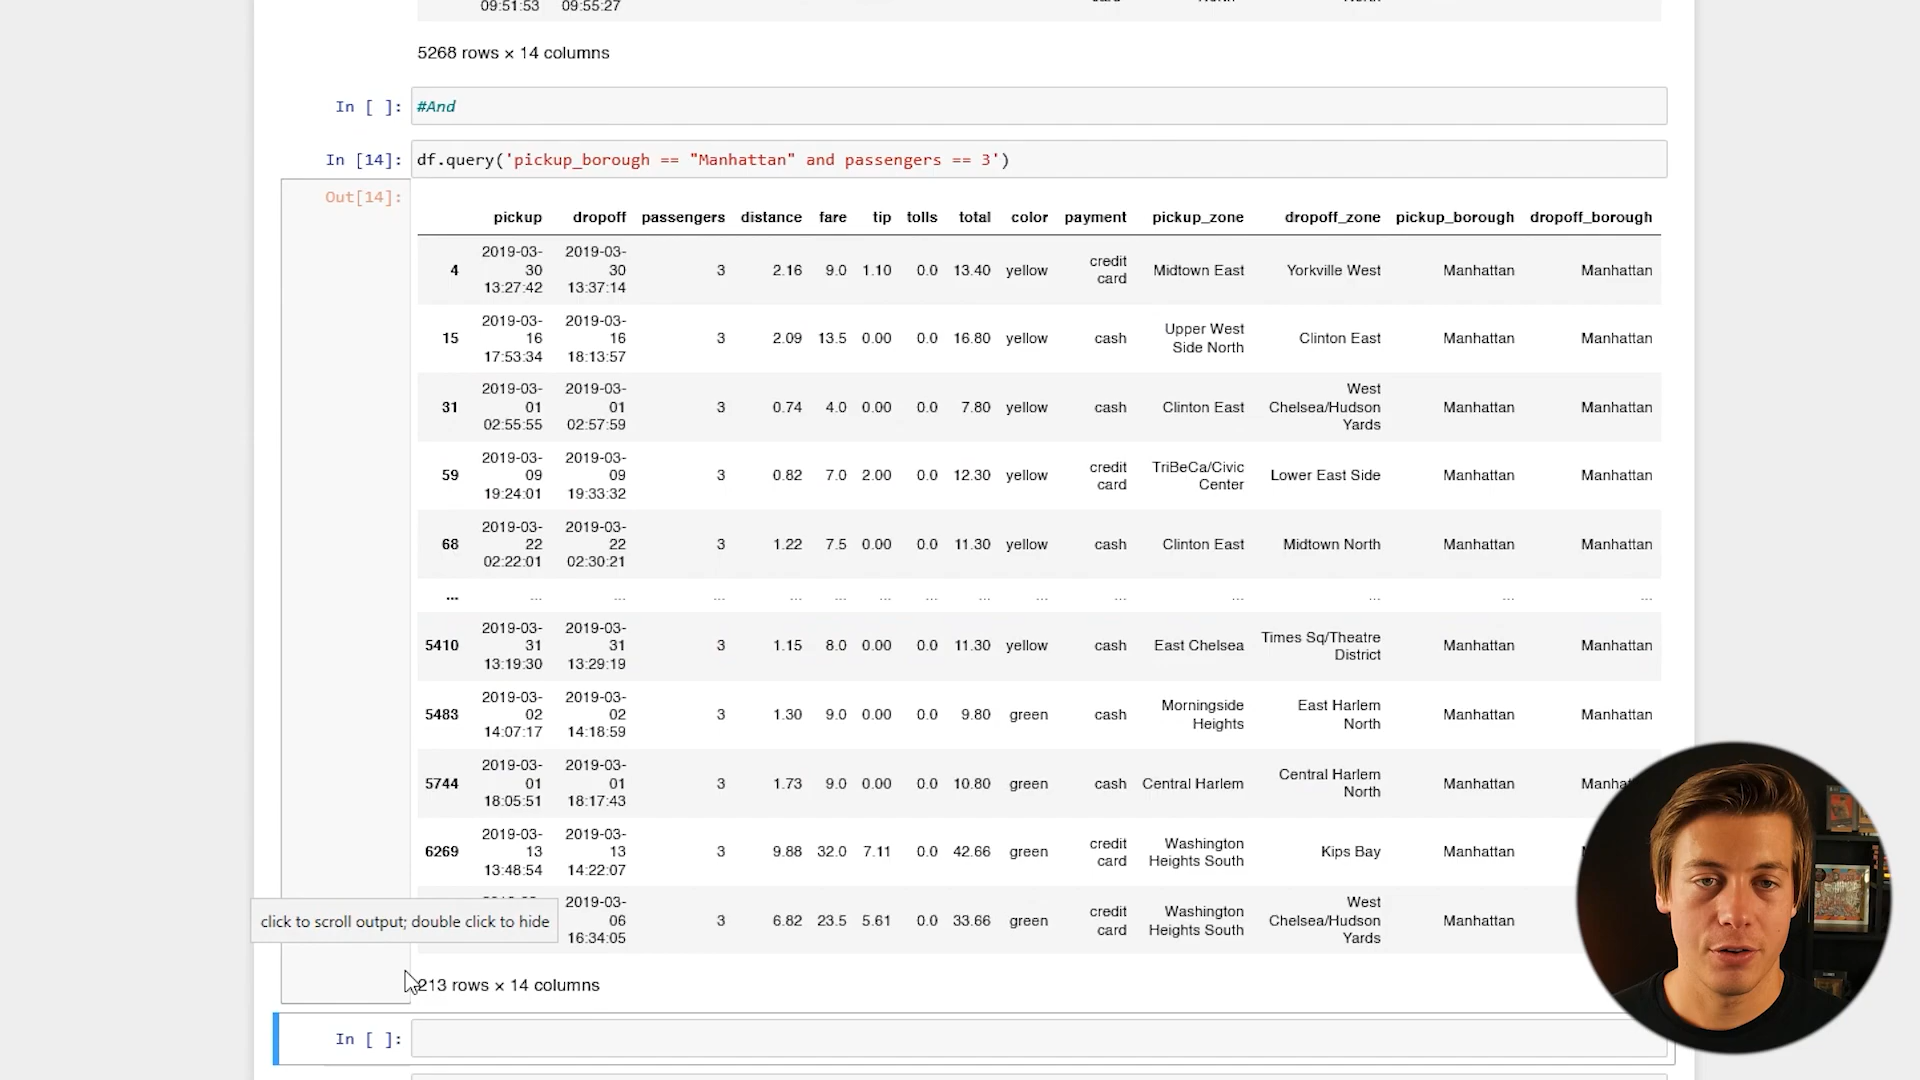 09:51:53 09:55:27
5268 rows × 14 columns
In [ ]: #And
In [14]: df.query('pickup_borough == "Manhattan" and passengers == 3')
Out[14]:
pickup dropoff passengers distance fare tip tolls total color payment pickup_zone dropoff_zone pickup_borough dropoff_borough
2019-03- 2019-03-
4 30 30 3 2.16 9.0 1.10 0.0 13.40 yellow credit card Midtown East Yorkville West Manhattan Manhattan
13:27:42 13:37:14
2019-03- 2019-03-
15 16 16 3 2.09 13.5 0.00 0.0 16.80 yellow cash Upper West Side North Clinton East Manhattan Manhattan
17:53:34 18:13:57
2019-03- 2019-03-
31 01 01 3 0.74 4.0 0.00 0.0 7.80 yellow cash Clinton East West Chelsea/Hudson Yards Manhattan Manhattan
02:55:55 02:57:59
2019-03- 2019-03-
59 09 09 3 0.82 7.0 2.00 0.0 12.30 yellow credit card TriBeCa/Civic Center Lower East Side Manhattan Manhattan
19:24:01 19:33:32
2019-03- 2019-03-
68 22 22 3 1.22 7.5 0.00 0.0 11.30 yellow cash Clinton East Midtown North Manhattan Manhattan
02:22:01 02:30:21
... ... ... ... ... ... ... ... ... ... ... ... ... ... ...
2019-03- 2019-03-
5410 31 31 3 1.15 8.0 0.00 0.0 11.30 yellow cash East Chelsea Times Sq/Theatre District Manhattan Manhattan
13:19:30 13:29:19
2019-03- 2019-03-
5483 02 02 3 1.30 9.0 0.00 0.0 9.80 green cash Morningside Heights East Harlem North Manhattan Manhattan
14:07:17 14:18:59
2019-03- 2019-03-
5744 01 01 3 1.73 9.0 0.00 0.0 10.80 green cash Central Harlem Central Harlem North Manhattan Manha
18:05:51 18:17:43
2019-03- 2019-03-
6269 13 13 3 9.88 32.0 7.11 0.0 42.66 green credit card Washington Heights South Kips Bay Manhattan
13:48:54 14:22:07
06 3 6.82 23.5 5.61 0.0 33.66 green credit card Washington Heights South West Chelsea/Hudson Yards Manhattan
16:34:05
click to scroll output; double click to hide
213 rows × 14 columns
In [ ]: